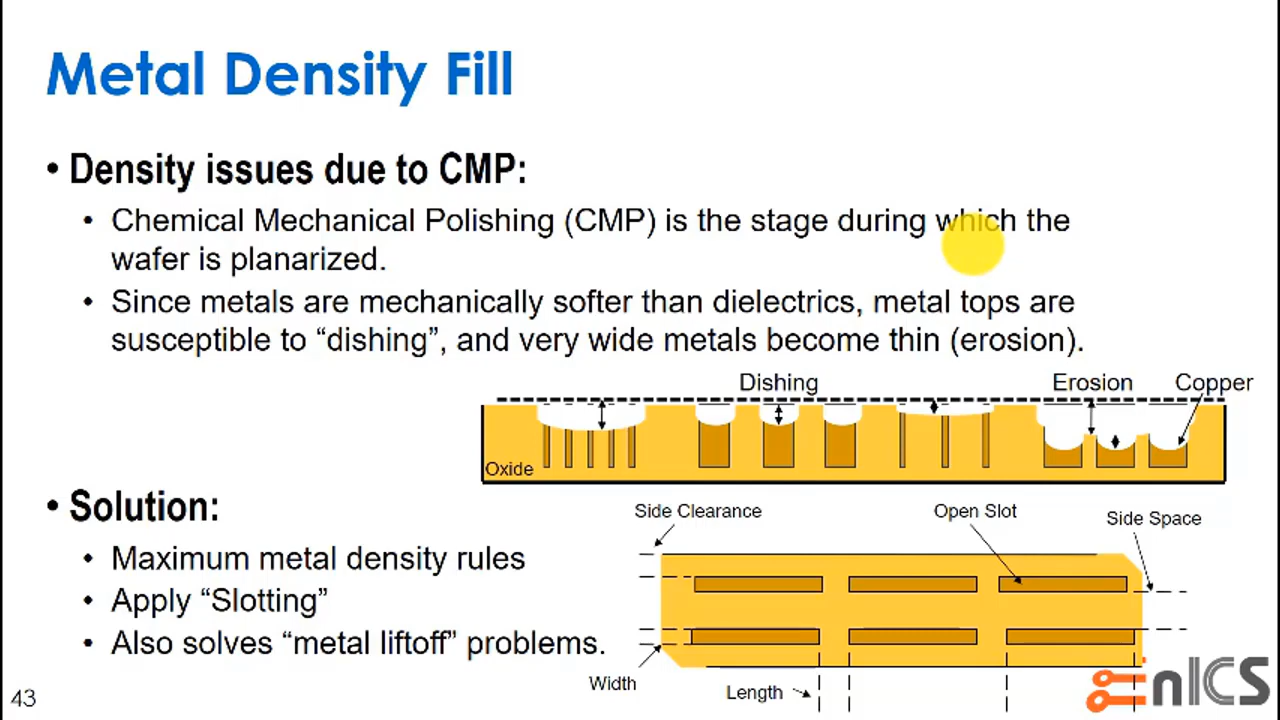 Metal Density Fill
• Density issues due to CMP:
• Chemical Mechanical Polishing (CMP) is the stage during which the
wafer is planarized.
• Since metals are mechanically softer than dielectrics, metal tops are
susceptible to “dishing”, and very wide metals become thin (erosion).
Dishing
Erosion
Copper
Oxide
• Solution:
• Maximum metal density rules
• Apply “Slotting”
• Also solves “metal liftoff” problems.
Side Clearance
Open Slot
Side Space
Width
Length
43
EnICS